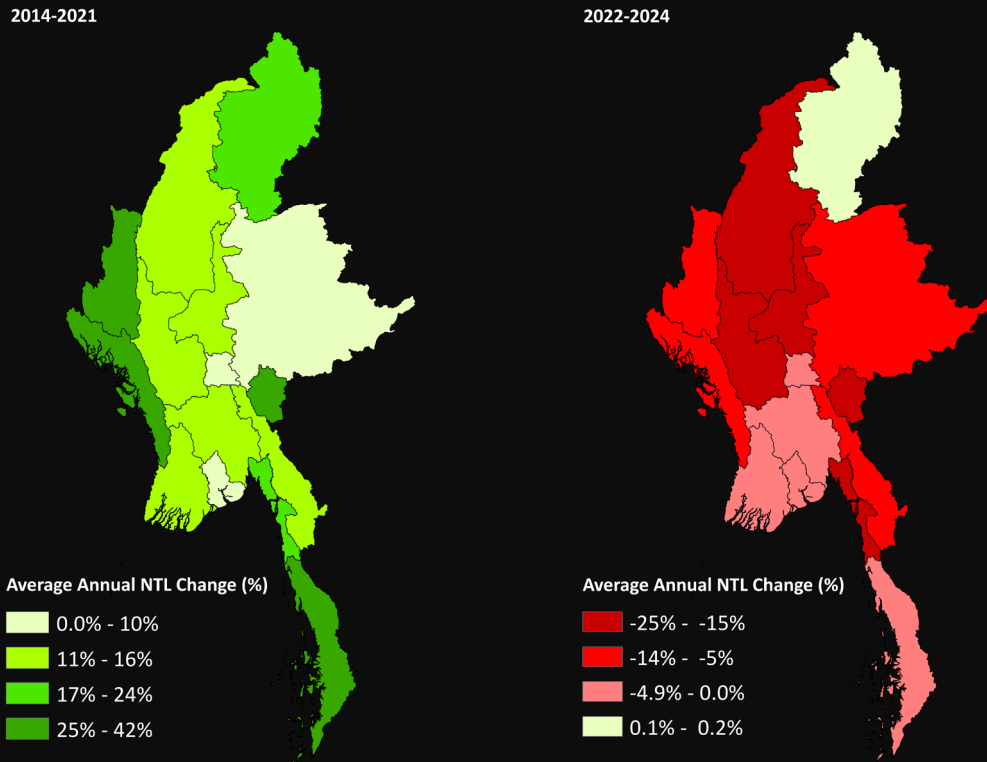 2014-2021
Average Annual NTL Change (%)
0.0% - 10%
11% - 16%
17% - 24%
25% - 42%
2022-2024
Average Annual NTL Change (%)
-25% -  -15%
-14% -  -5%
-4.9% - 0.0%
0.1% -  0.2%